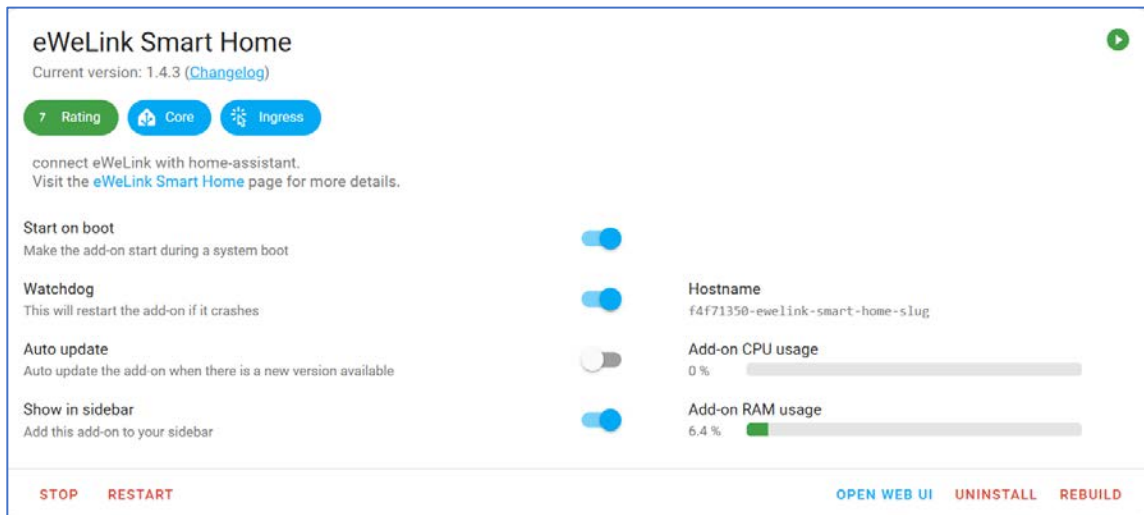 eWeLink Smart Home
Current version: 1.4.3 (Changelog)
7 Rating
Core
Ingress
connect eWeLink with home-assistant.
Visit the eWeLink Smart Home page for more details.
Start on boot
Make the add-on start during a system boot
Watchdog
This will restart the add-on if it crashes
Hostname
f4f71350-ewelink-smart-home-slug
Auto update
Auto update the add-on when there is a new version available
Add-on CPU usage
0 %
Show in sidebar
Add this add-on to your sidebar
Add-on RAM usage
6.4 %
STOP RESTART OPEN WEB UI UNINSTALL REBUILD